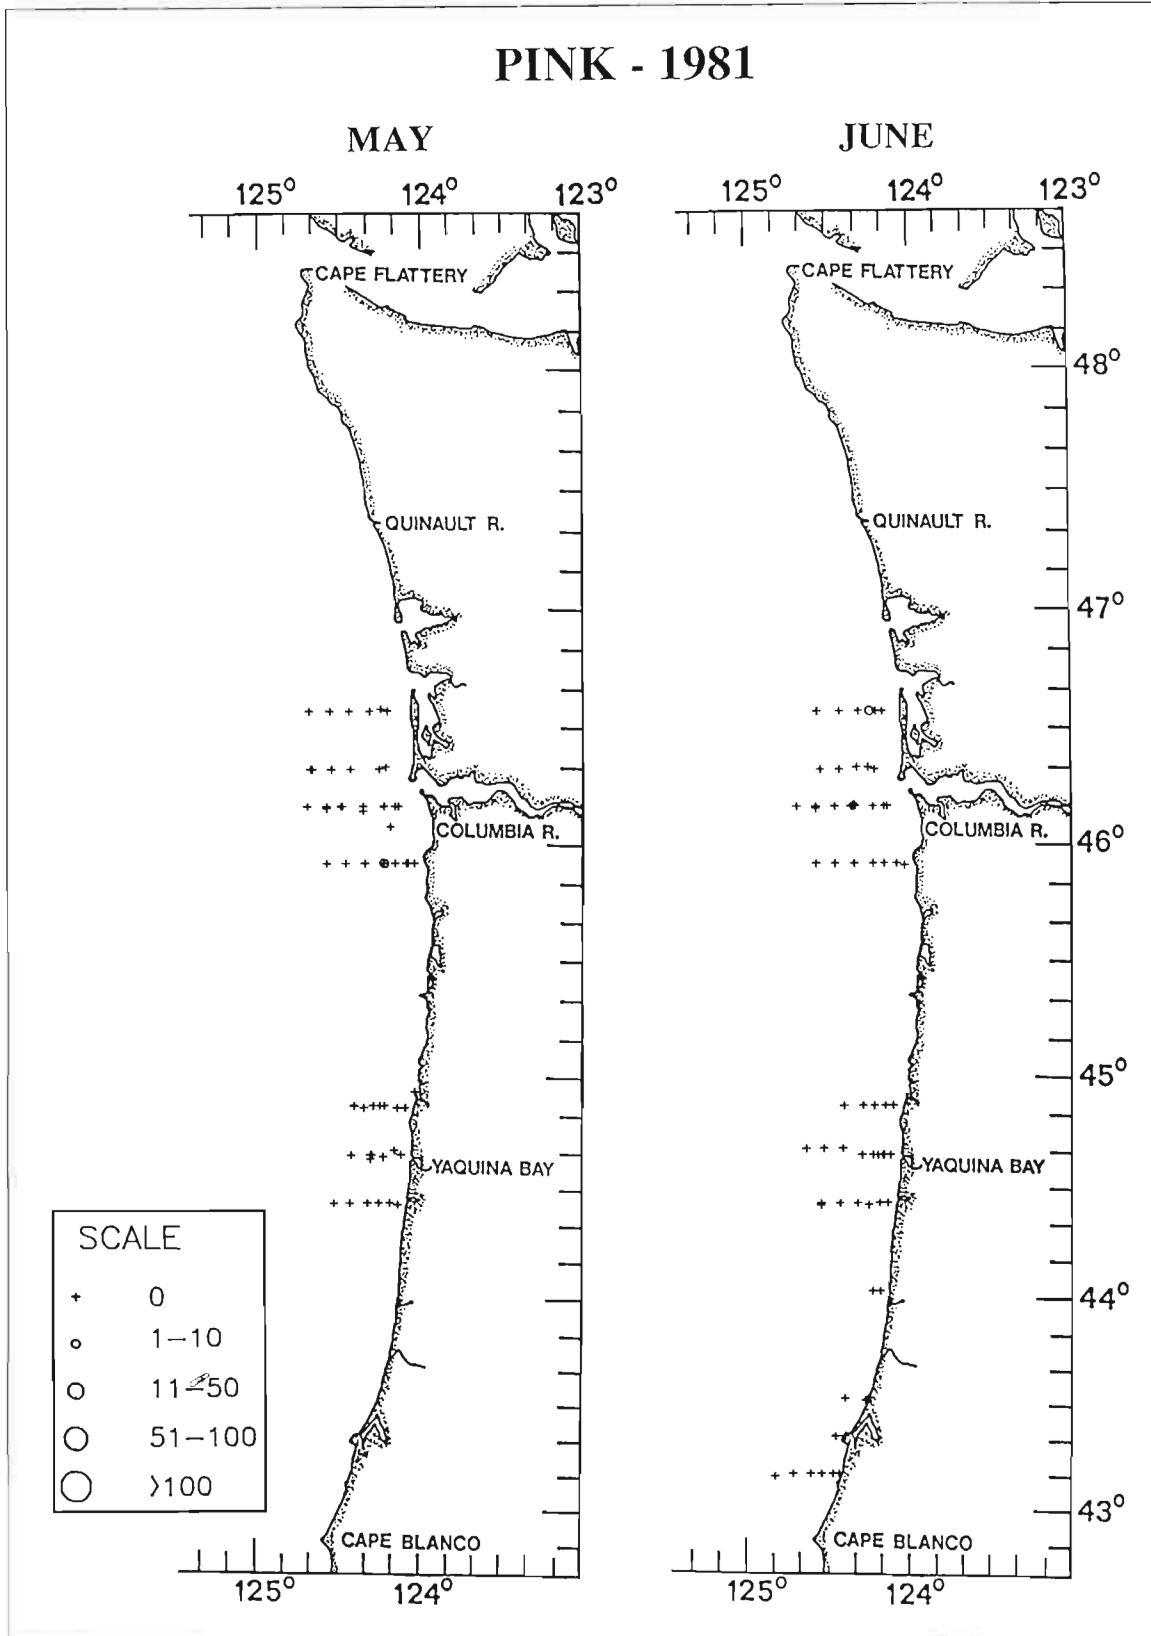 PINK - 1981
MAY
JUNE
125° 124° 123°
125° 124° 123°
CAPE FLATTERY
CAPE FLATTERY
48°
QUINAULT R.
QUINAULT R.
47°
COLUMBIA R.
COLUMBIA R.
46°
45°
YAQUINA BAY
YAQUINA BAY
SCALE
+ 0
1-10
11-50
51-100
>100
44°
43°
CAPE BLANCO
CAPE BLANCO
125° 124°
125° 124°